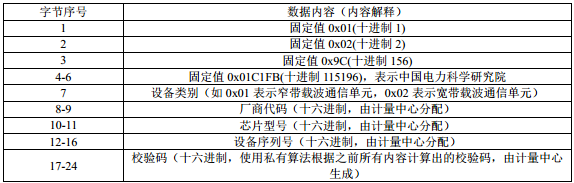 字节序号 数据内容（内容解释）
1 固定值 0x01(十进制 1)
2 固定值 0x02(十进制 2)
3 固定值 0x9C(十进制 156)
4-6 固定值 0x01C1FB(十进制 115196)，表示中国电力科学研究院
7 设备类别（如 0x01 表示窄带载波通信单元，0x02 表示宽带载波通信单元）
8-9 厂商代码（十六进制，由计量中心分配）
10-11 芯片型号（十六进制，由计量中心分配）
12-16 设备序列号（十六进制，由计量中心分配）
17-24 校验码（十六进制，使用私有算法根据之前所有内容计算出的校验码，由计量中心
生成）